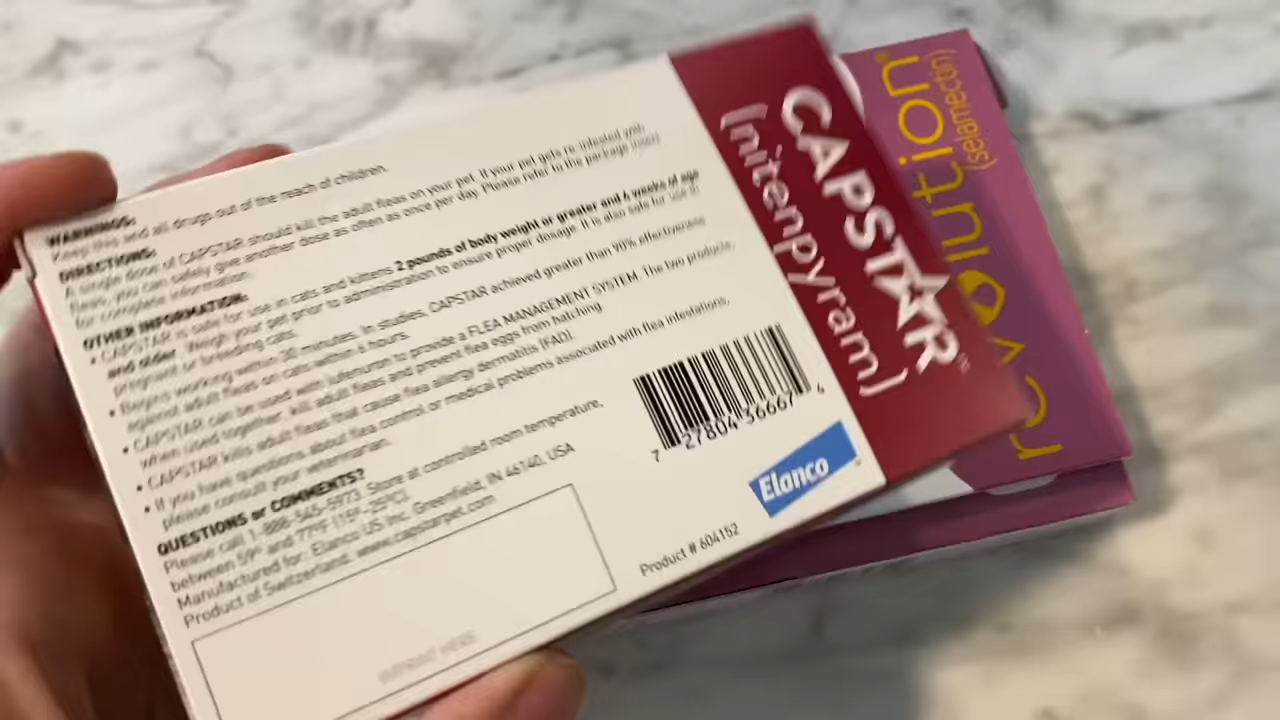 WARNINGS:
Keep this and all drugs out of the reach of children.
DIRECTIONS:
A single dose of CAPSTAR should kill the adult fleas on your pet. If your pet gets re-infested with
fleas, you can safely give another dose as often as once per day. Please refer to the package insert
for complete information.
OTHER INFORMATION:
• CAPSTAR is safe for use in cats and kittens 2 pounds of body weight or greater and 4 weeks of age
and older. Weigh your pet prior to administration to ensure proper dosage. It is also safe for use in
pregnant or breeding cats.
• Begins working within 30 minutes. In studies, CAPSTAR achieved greater than 90% effectiveness
against adult fleas on cats within 6 hours.
• CAPSTAR can be used with lufenuron to provide a FLEA MANAGEMENT SYSTEM. The two products,
when used together, kill adult fleas and prevent flea eggs from hatching.
• CAPSTAR kills adult fleas that cause flea allergy dermatitis (FAD).
• If you have questions about flea control or medical problems associated with flea infestations,
please consult your veterinarian.
QUESTIONS or COMMENTS?
Please call 1-888-545-5973. Store at controlled room temperature,
between 59° and 77°F (15°-25°C).
Manufactured for: Elanco US Inc. Greenfield, IN 46140, USA
Product of Switzerland. www.capstarpet.com
IMPRINT HERE
7 27804 56667 4
Elanco
Product # 604152
CAPSTAR™
(nitenpyram)
revolution®
(selamectin)